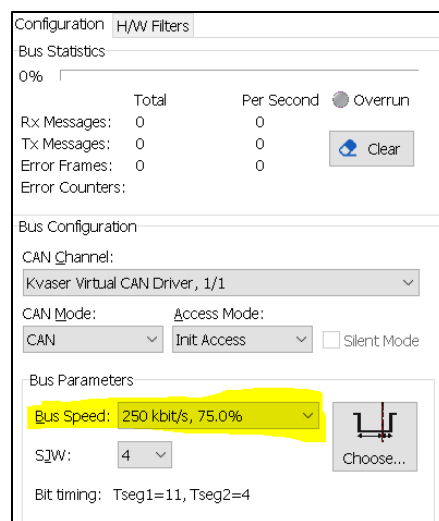 Configuration H/W Filters
Bus Statistics
0%
Total Per Second Overrun
Rx Messages: 0 0
Tx Messages: 0 0 Clear
Error Frames: 0 0
Error Counters:
Bus Configuration
CAN Channel:
Kvaser Virtual CAN Driver, 1/1
CAN Mode: Access Mode:
CAN Init Access Silent Mode
Bus Parameters
Bus Speed: 250 kbit/s, 75.0%
SJW: 4 Choose...
Bit timing: Tseg1=11, Tseg2=4